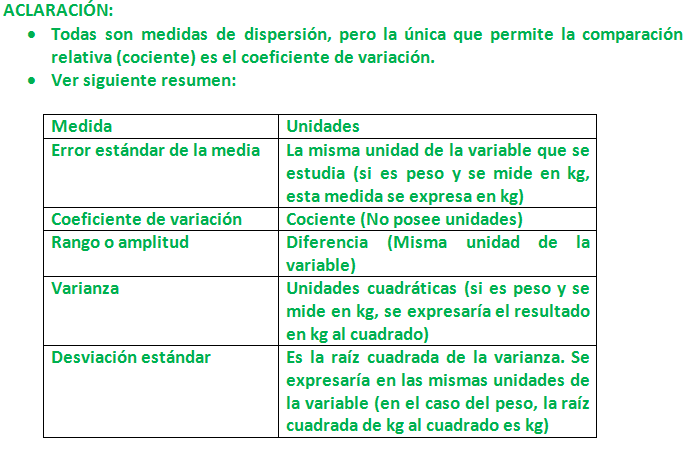 ACLARACIÓN:
• Todas son medidas de dispersión, pero la única que permite la comparación
relativa (cociente) es el coeficiente de variación.
• Ver siguiente resumen:
Medida Unidades
Error estándar de la media La misma unidad de la variable que se
estudia (si es peso y se mide en kg,
esta medida se expresa en kg)
Coeficiente de variación Cociente (No posee unidades)
Rango o amplitud Diferencia (Misma unidad de la
variable)
Varianza Unidades cuadráticas (si es peso y se
mide en kg, se expresaría el resultado
en kg al cuadrado)
Desviación estándar Es la raíz cuadrada de la varianza. Se
expresaría en las mismas unidades de
la variable (en el caso del peso, la raíz
cuadrada de kg al cuadrado es kg)